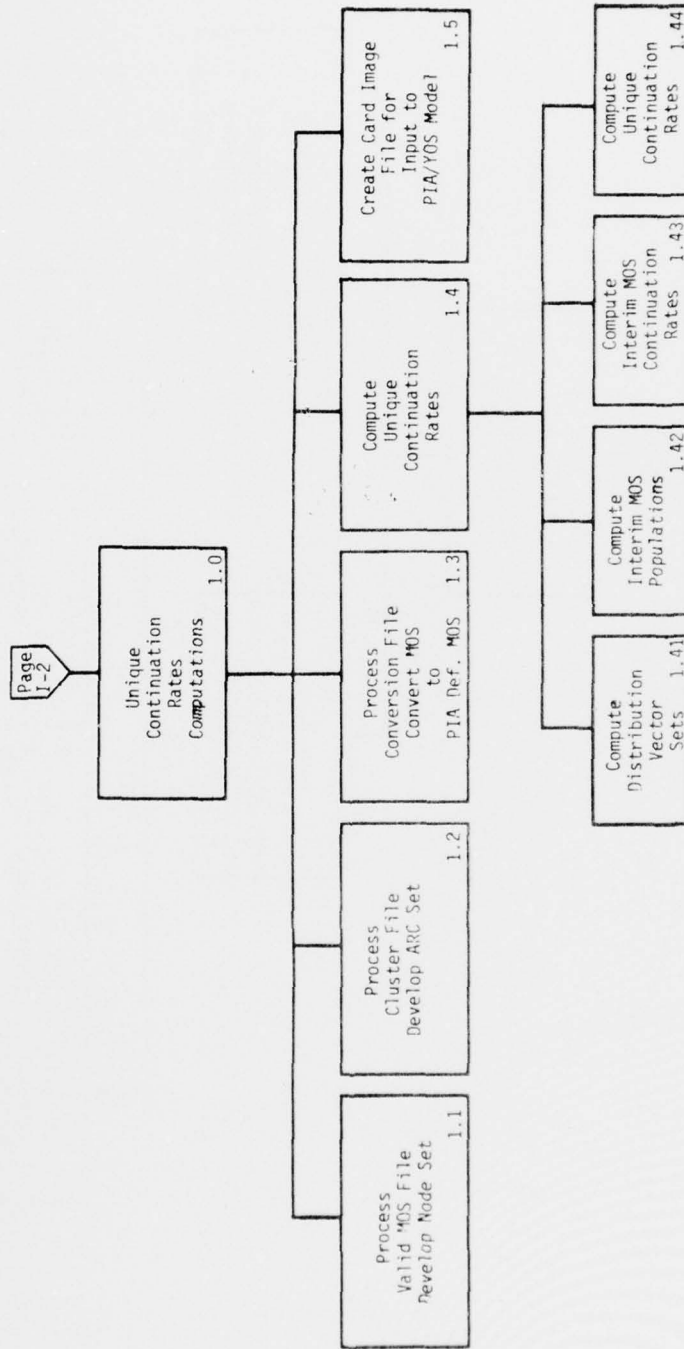 Page
I-2
Unique
Continuation
Rates
Computations
1.0
Process
Valid MOS File
Develop Node Set
1.1
Process
Cluster File
Develop ARC Set
1.2
Process
Conversion File
Convert MOS
to
PIA Def. MOS
1.3
Compute
Unique
Continuation
Rates
1.4
Create Card Image
File for
Input to
PIA/YOS Model
1.5
Compute
Distribution
Vector
Sets 1.41
Compute
Interim MOS
Populations
1.42
Compute
Interim MOS
Continuation
Rates 1.43
Compute
Unique
Continuation
Rates 1.44